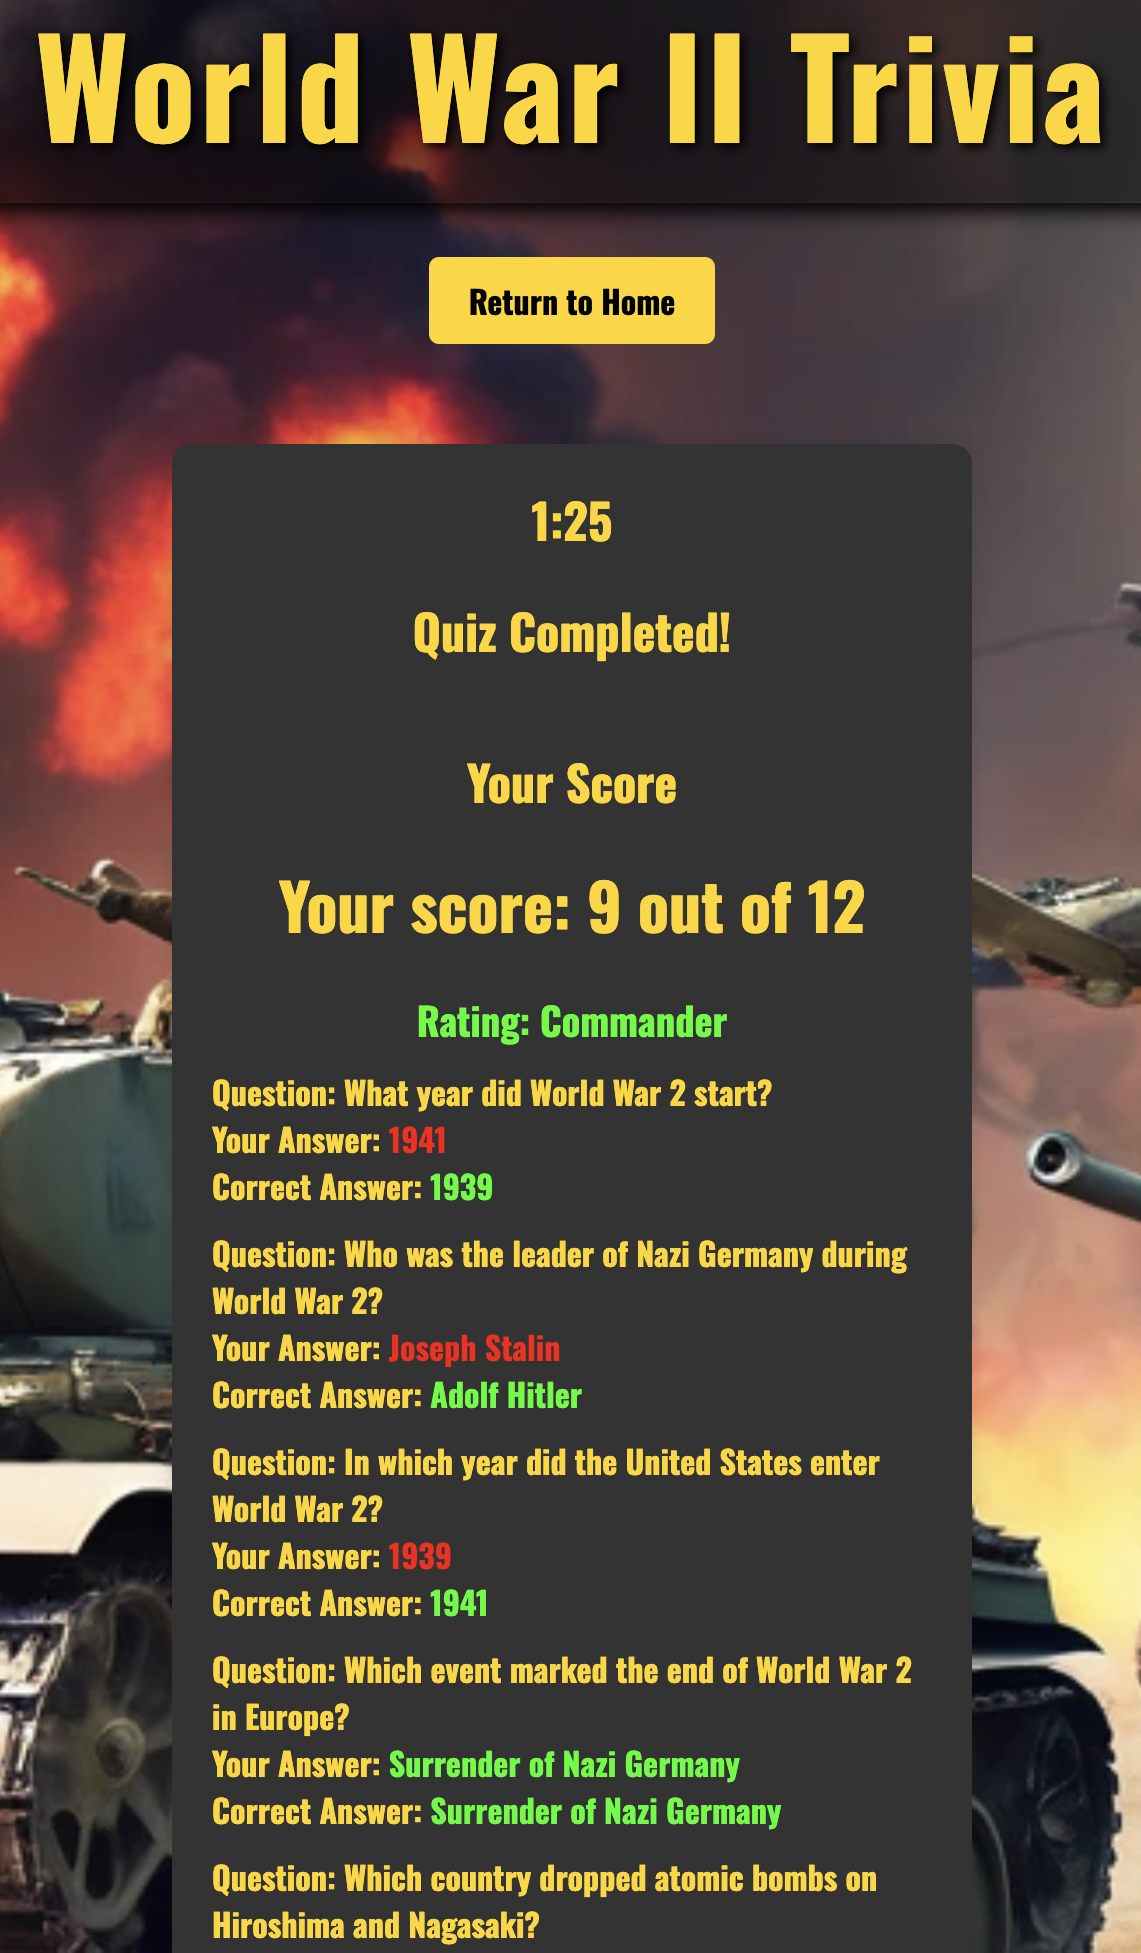 World War II Trivia
Return to Home
1:25
Quiz Completed!
Your Score
Your score: 9 out of 12
Rating: Commander
Question: What year did World War 2 start?
Your Answer: 1941
Correct Answer: 1939
Question: Who was the leader of Nazi Germany during
World War 2?
Your Answer: Joseph Stalin
Correct Answer: Adolf Hitler
Question: In which year did the United States enter
World War 2?
Your Answer: 1939
Correct Answer: 1941
Question: Which event marked the end of World War 2
in Europe?
Your Answer: Surrender of Nazi Germany
Correct Answer: Surrender of Nazi Germany
Question: Which country dropped atomic bombs on
Hiroshima and Nagasaki?